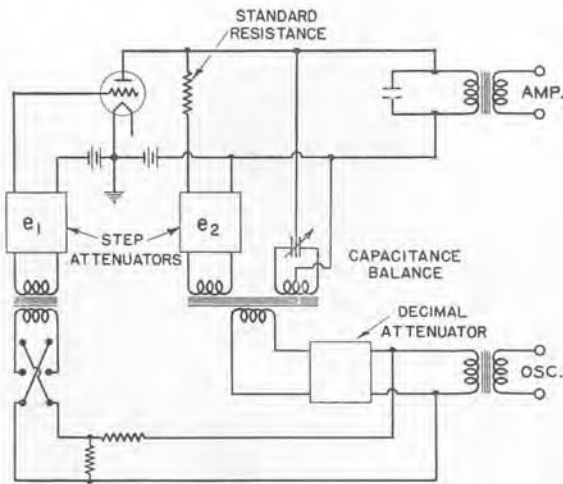 STANDARD
RESISTANCE
AMP.
e1
STEP
ATTENUATORS
e2
CAPACITANCE
BALANCE
DECIMAL
ATTENUATOR
OSC.